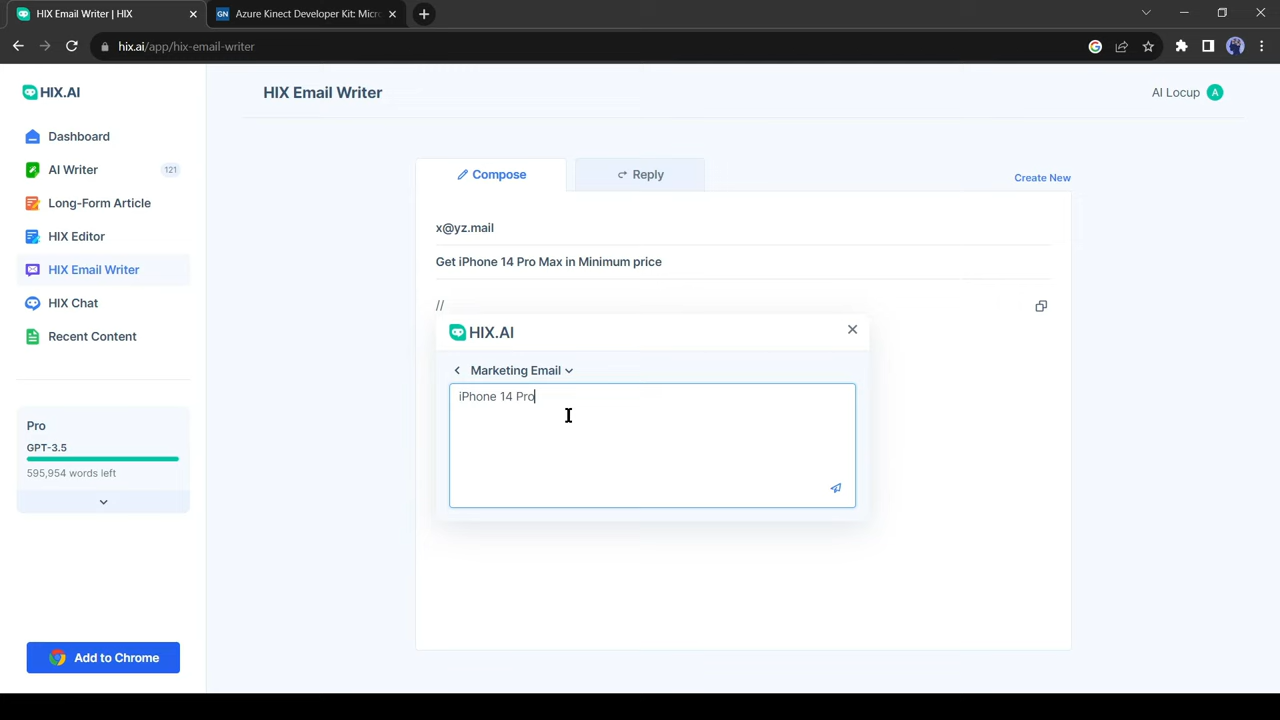 HIX Email Writer | HIX
Azure Kinect Developer Kit: Micro
hix.ai/app/hix-email-writer
HIX.AI
HIX Email Writer
AI Locup A
Dashboard
AI Writer 121
Long-Form Article
HIX Editor
HIX Email Writer
HIX Chat
Recent Content
Pro
GPT-3.5
595,954 words left
Add to Chrome
Compose
Reply
Create New
x@yz.mail
Get iPhone 14 Pro Max in Minimum price
//
HIX.AI
Marketing Email
iPhone 14 Pro